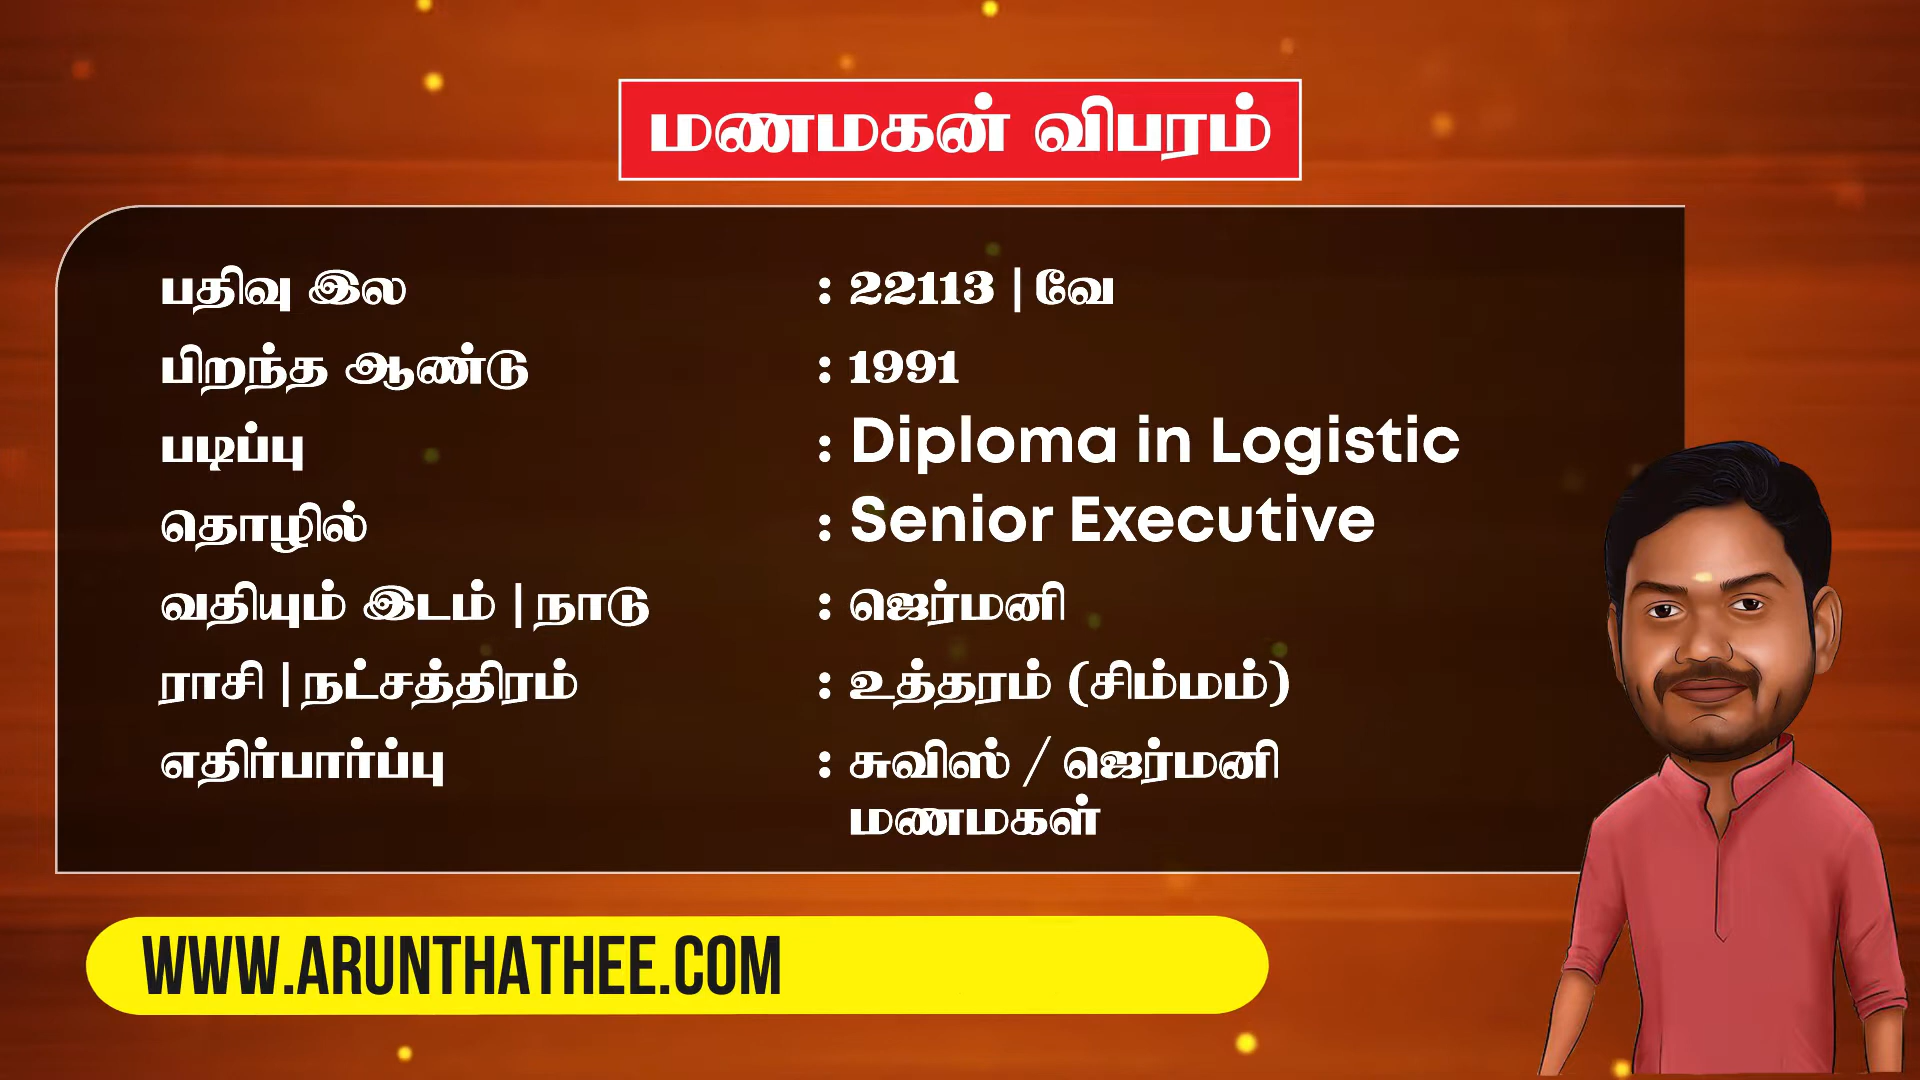 மணமகன் விபரம்
பதிவு இல : 22113 | வே
பிறந்த ஆண்டு : 1991
படிப்பு : Diploma in Logistic
தொழில் : Senior Executive
வதியும் இடம் | நாடு : ஜெர்மனி
ராசி | நட்சத்திரம் : உத்தரம் (சிம்மம்)
எதிர்பார்ப்பு : சுவிஸ் / ஜெர்மனி
மணமகள்
WWW.ARUNTHATHEE.COM